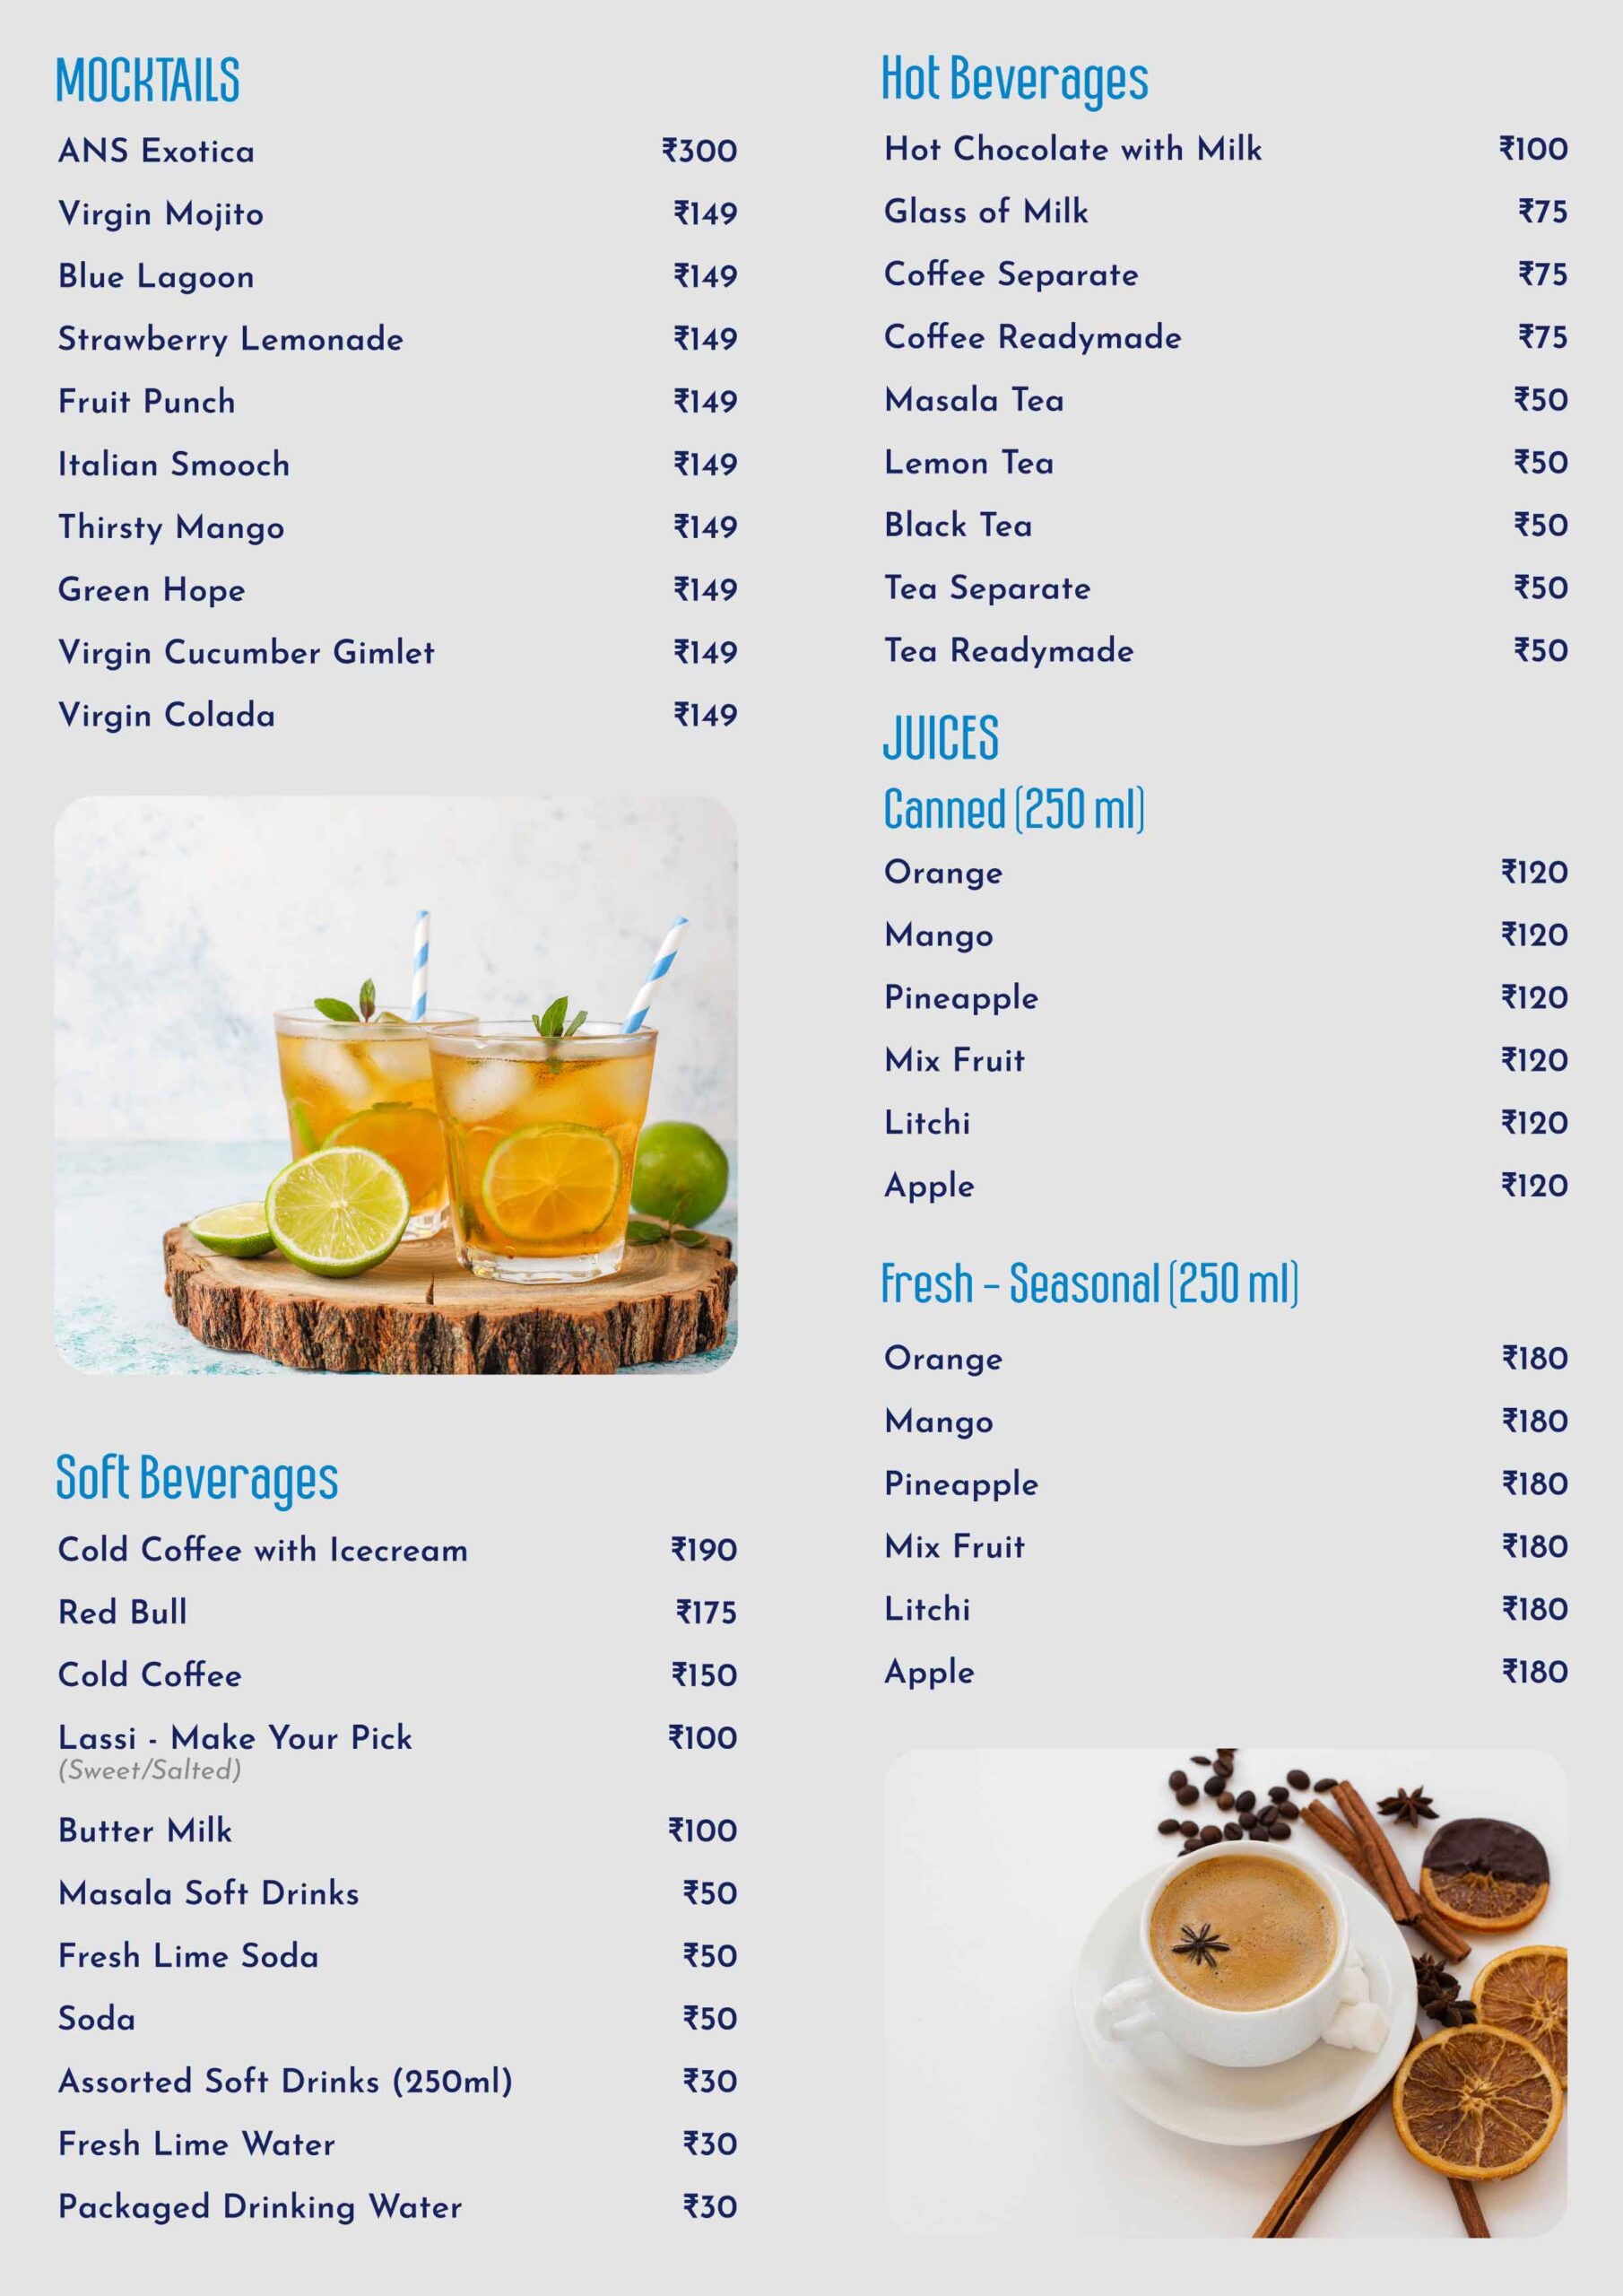 MOCKTAILS
ANS Exotica ₹300
Virgin Mojito ₹149
Blue Lagoon ₹149
Strawberry Lemonade ₹149
Fruit Punch ₹149
Italian Smooch ₹149
Thirsty Mango ₹149
Green Hope ₹149
Virgin Cucumber Gimlet ₹149
Virgin Colada ₹149
Soft Beverages
Cold Coffee with Icecream ₹190
Red Bull ₹175
Cold Coffee ₹150
Lassi - Make Your Pick ₹100
(Sweet/Salted)
Butter Milk ₹100
Masala Soft Drinks ₹50
Fresh Lime Soda ₹50
Soda ₹50
Assorted Soft Drinks (250ml) ₹30
Fresh Lime Water ₹30
Packaged Drinking Water ₹30
Hot Beverages
Hot Chocolate with Milk ₹100
Glass of Milk ₹75
Coffee Separate ₹75
Coffee Readymade ₹75
Masala Tea ₹50
Lemon Tea ₹50
Black Tea ₹50
Tea Separate ₹50
Tea Readymade ₹50
JUICES
Canned (250 ml)
Orange ₹120
Mango ₹120
Pineapple ₹120
Mix Fruit ₹120
Litchi ₹120
Apple ₹120
Fresh - Seasonal (250 ml)
Orange ₹180
Mango ₹180
Pineapple ₹180
Mix Fruit ₹180
Litchi ₹180
Apple ₹180